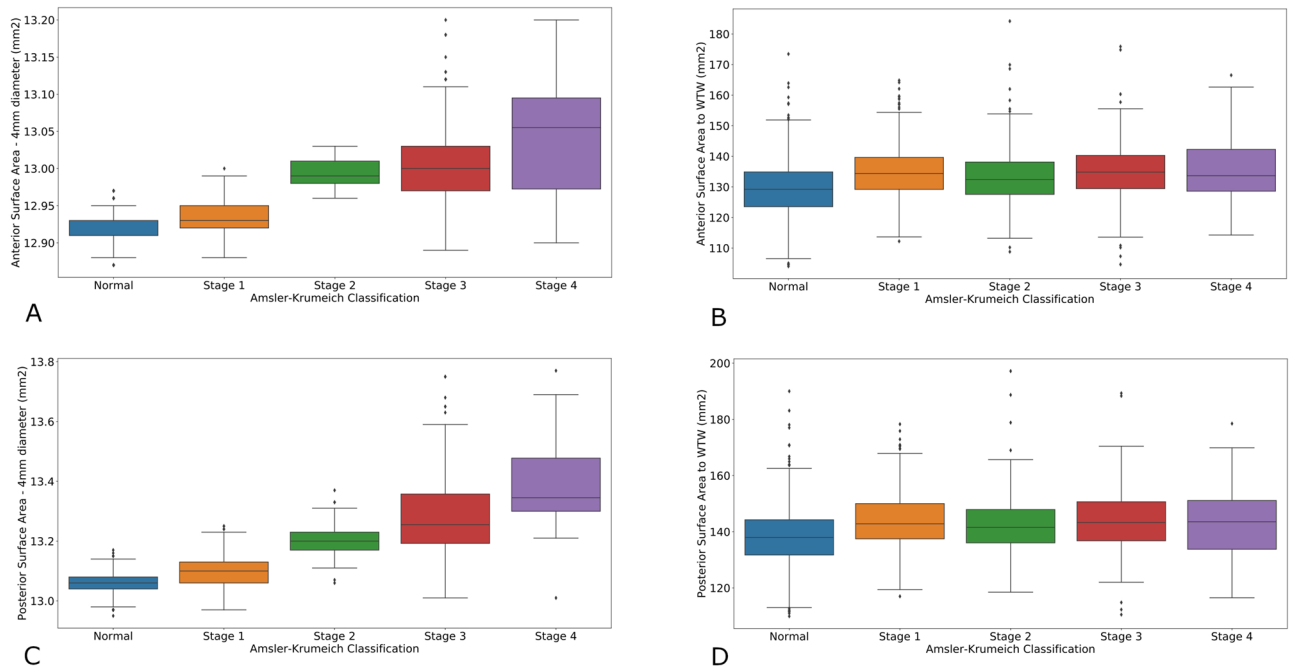 Anterior Surface Area - 4mm diameter (mm2)
13.20
13.15
13.10
13.05
13.00
12.95
12.90
Normal Stage 1 Stage 2 Stage 3 Stage 4
Amsler-Krumeich Classification
A
Anterior Surface Area to WTW (mm2)
180
170
160
150
140
130
120
110
Normal Stage 1 Stage 2 Stage 3 Stage 4
Amsler-Krumeich Classification
B
Posterior Surface Area - 4mm diameter (mm2)
13.8
13.6
13.4
13.2
13.0
Normal Stage 1 Stage 2 Stage 3 Stage 4
Amsler-Krumeich Classification
C
Posterior Surface Area to WTW (mm2)
200
180
160
140
120
Normal Stage 1 Stage 2 Stage 3 Stage 4
Amsler-Krumeich Classification
D